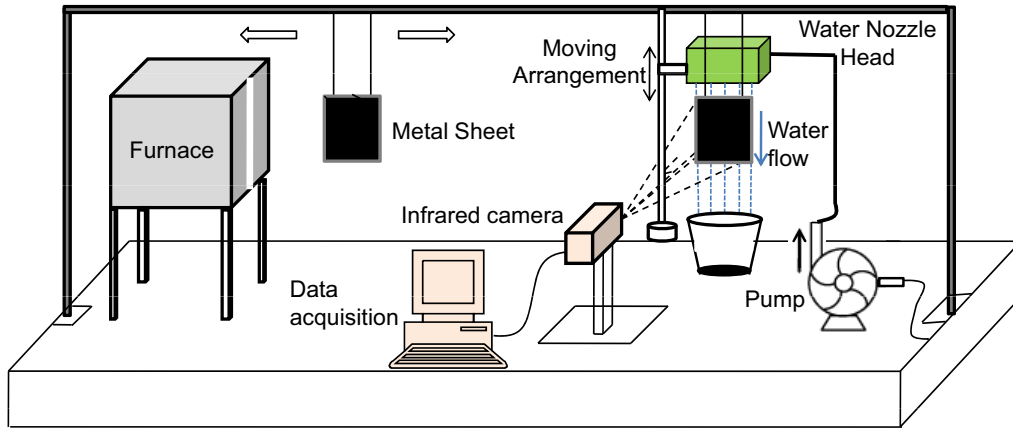 Water Nozzle
Head
Moving
Arrangement
Metal Sheet
Water
flow
Furnace
Infrared camera
Data
acquisition
Pump